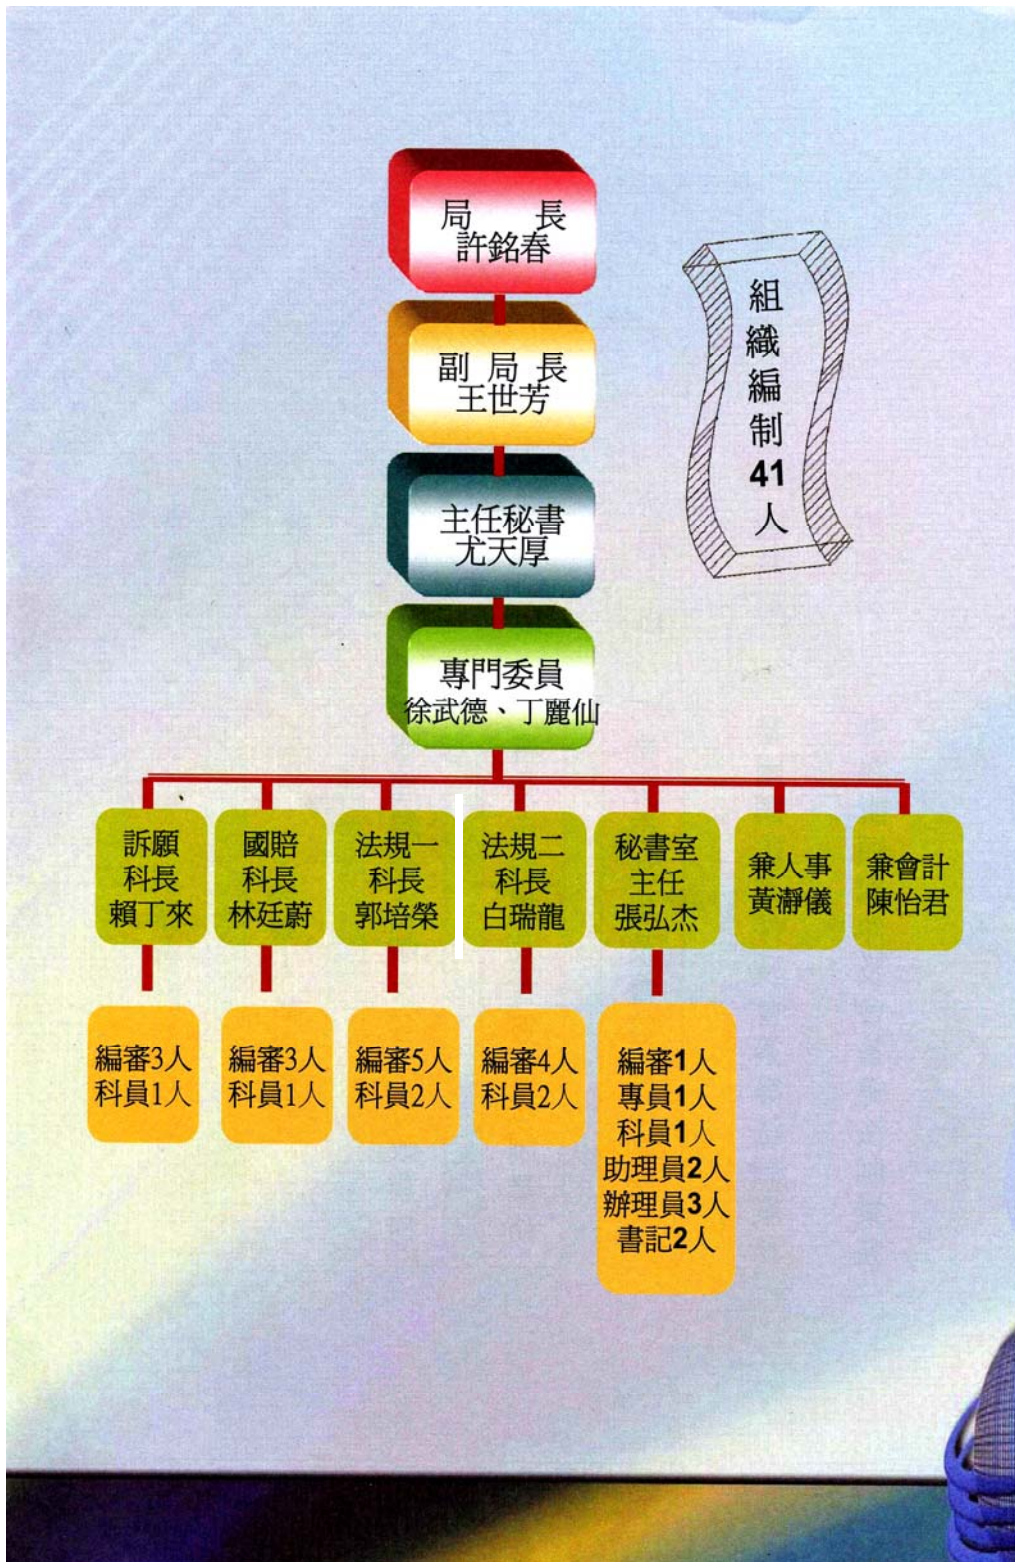 局 長
許銘春
副局長
王世芳
主任秘書
尤天厚
專門委員
徐武德、丁麗仙
組織編制41人
訴願
科長
賴丁來
國賠
科長
林廷蔚
法規一
科長
郭培榮
法規二
科長
白瑞龍
秘書室
主任
張弘杰
兼人事
黃瀞儀
兼會計
陳怡君
編審3人
科員1人
編審3人
科員1人
編審5人
科員2人
編審4人
科員2人
編審1人
專員1人
科員1人
助理員2人
辦理員3人
書記2人